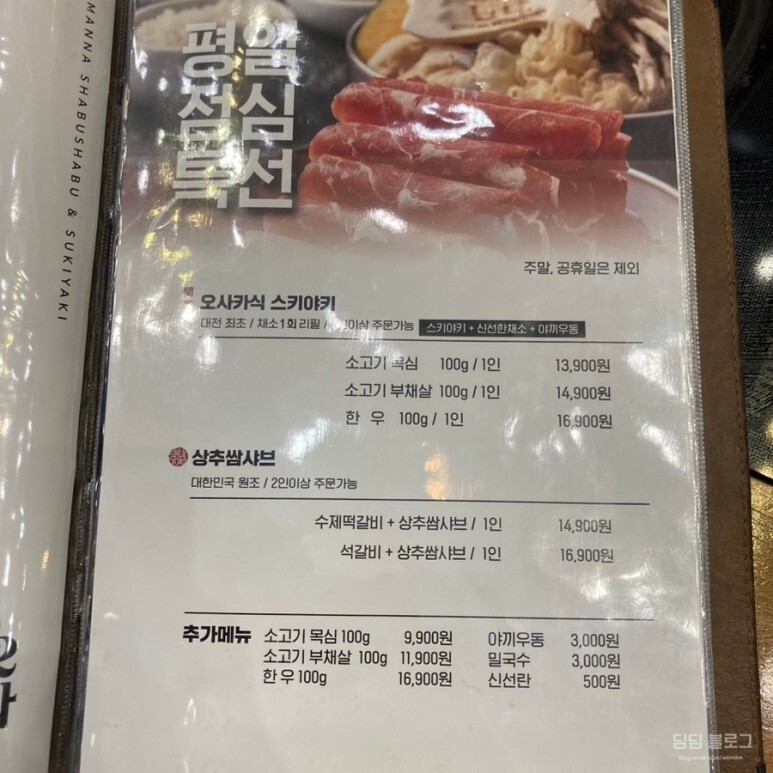 MANNA SHABUSHABU & SUKIYAKI
평일
점심
특선
주말, 공휴일은 제외
오사카식 스키야키
대전 최초 / 채소1회리필 / 이상 주문가능 스키야키 + 신선한채소 + 야끼우동
소고기 목심 100g / 1인 13,900원
소고기 부채살 100g / 1인 14,900원
한 우 100g / 1인 16,900원
상추쌈샤브
대한민국 원조 / 2인이상 주문가능
수제떡갈비 + 상추쌈샤브 / 1인 14,900원
석갈비 + 상추쌈샤브 / 1인 16,900원
추가메뉴 소고기 목심 100g 9,900원 야끼우동 3,000원
소고기 부채살 100g 11,900원 밀국수 3,000원
한 우 100g 16,900원 신선란 500원
딤딤 블로그